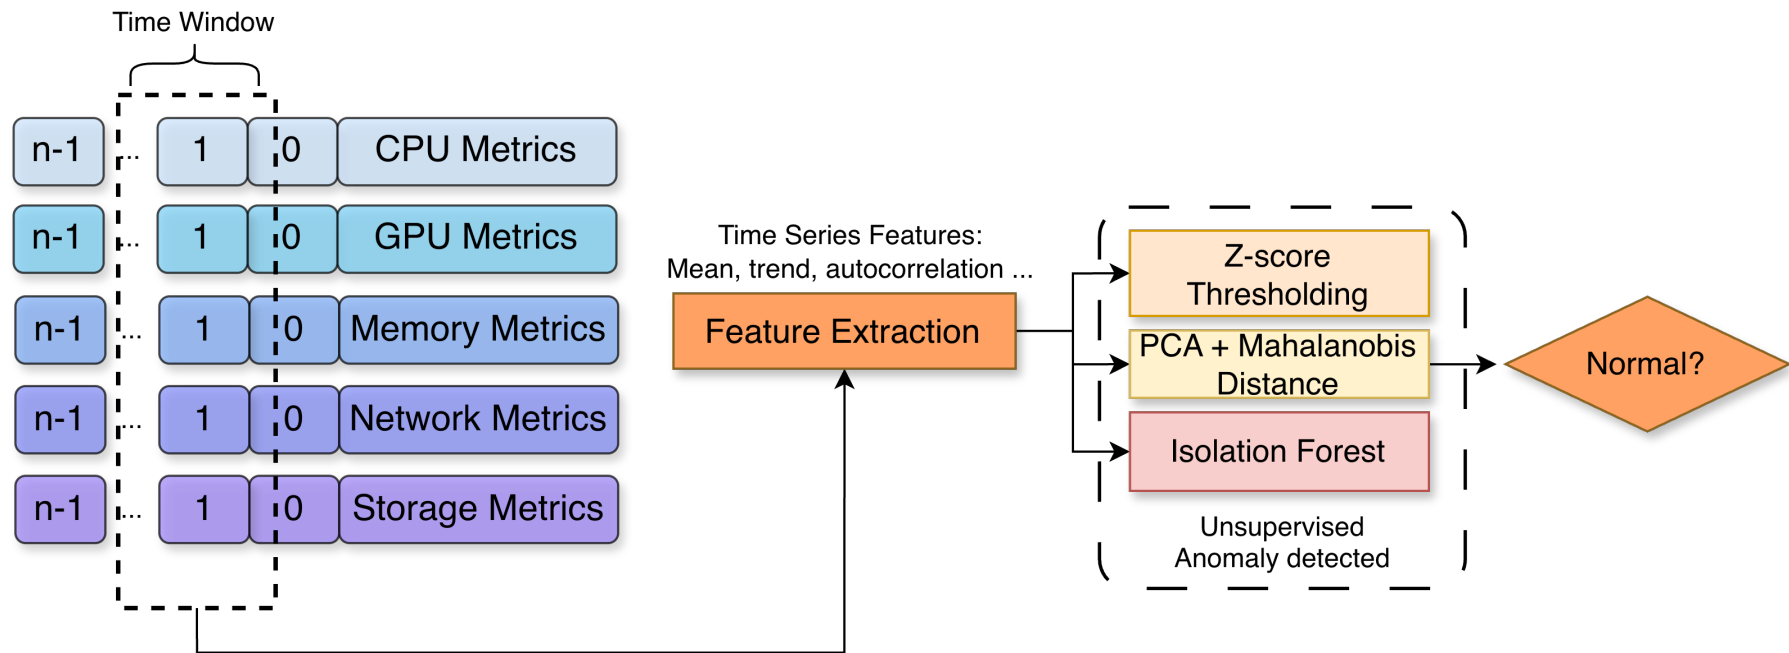 Time Window
n-1 ... 1 0 CPU Metrics
n-1 ... 1 0 GPU Metrics
n-1 ... 1 0 Memory Metrics
n-1 ... 1 0 Network Metrics
n-1 ... 1 0 Storage Metrics
Time Series Features:
Mean, trend, autocorrelation ...
Feature Extraction
Z-score
Thresholding
PCA + Mahalanobis
Distance
Isolation Forest
Unsupervised
Anomaly detected
Normal?